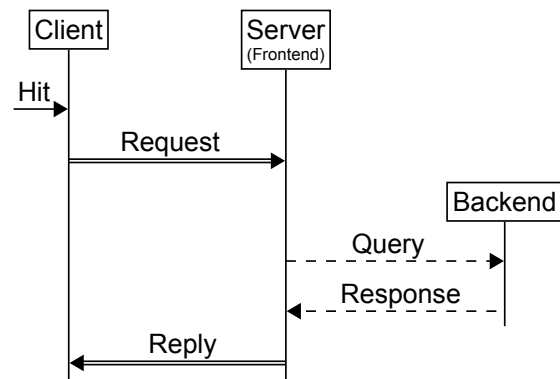 Client
Server
(Frontend)
Hit
Request
Backend
Query
Response
Reply